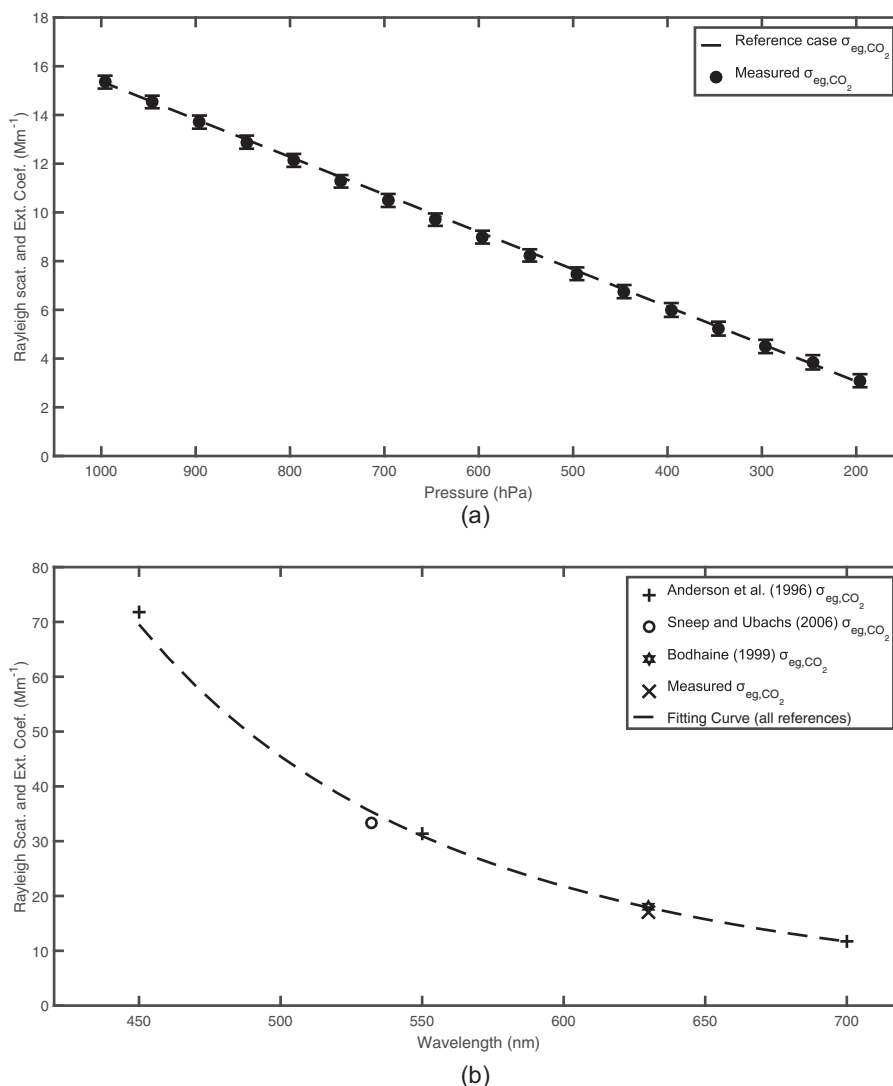 18
16
14
12
10
8
6
4
2
0
Rayleigh scat. and Ext. Coef. (Mm⁻¹)
Reference case σeg,CO₂
Measured σeg,CO₂
1000 900 800 700 600 500 400 300 200
Pressure (hPa)
(a)
80
70
60
50
40
30
20
10
0
Rayleigh Scat. and Ext. Coef. (Mm⁻¹)
Anderson et al. (1996) σeg,CO₂
Sneep and Ubachs (2006) σeg,CO₂
Bodhaine (1999) σeg,CO₂
Measured σeg,CO₂
Fitting Curve (all references)
450 500 550 600 650 700
Wavelength (nm)
(b)